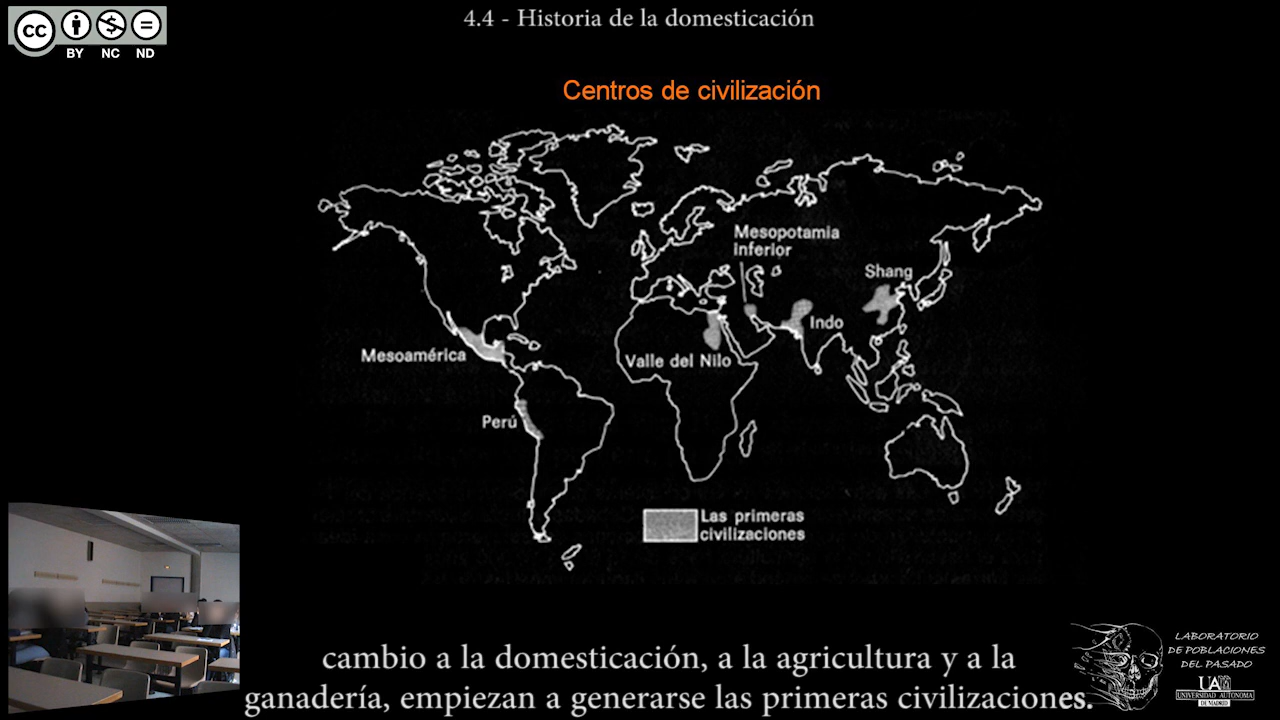 4.4 - Historia de la domesticación
cc
BY NC ND
Centros de civilización
Mesopotamia
inferior
Shang
Indo
Mesoamérica
Valle del Nilo
Perú
Las primeras
civilizaciones
cambio a la domesticación, a la agricultura y a la
ganadería, empiezan a generarse las primeras civilizaciones.
LABORATORIO
DE POBLACIONES
DEL PASADO
UAM
UNIVERSIDAD AUTONOMA
DE MADRID